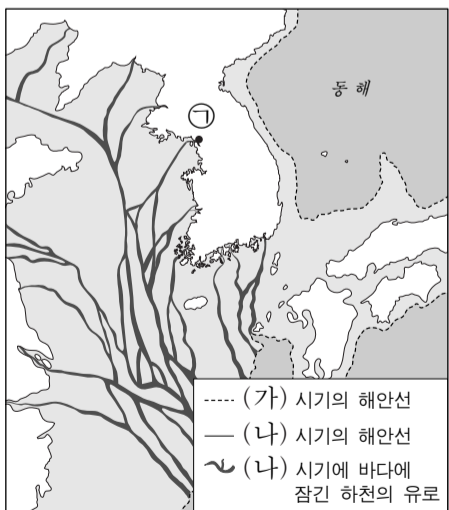 동 해
㉠
(가) 시기의 해안선
(나) 시기의 해안선
(나) 시기에 바다에
잠긴 하천의 유로